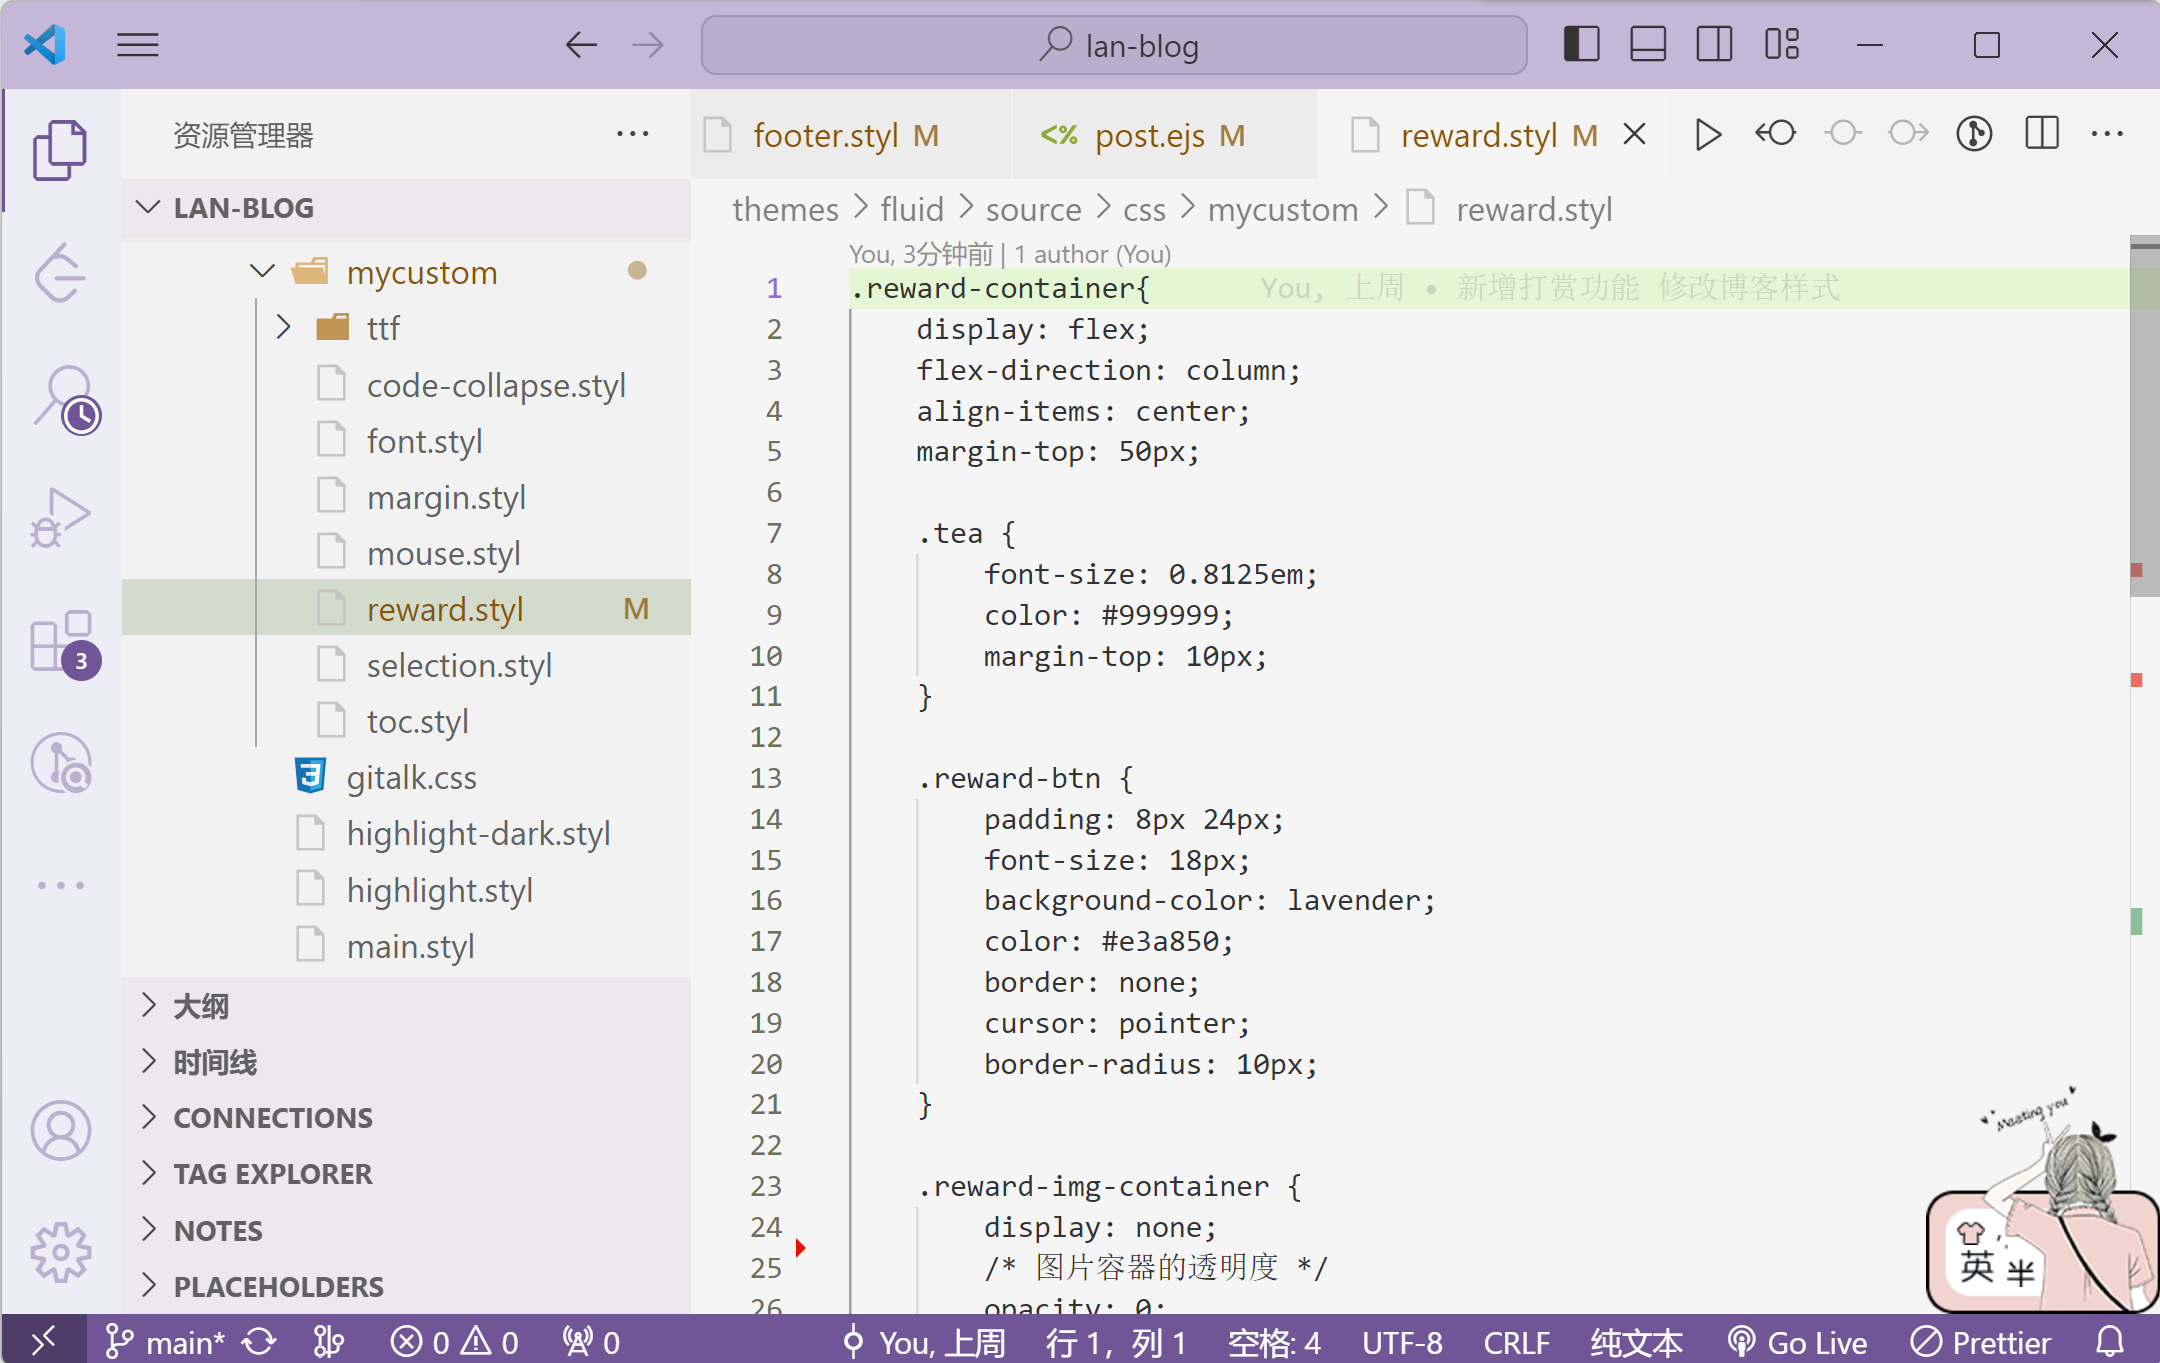 lan-blog
资源管理器
footer.styl M
<% post.ejs M
reward.styl M
LAN-BLOG
themes > fluid > source > css > mycustom > reward.styl
mycustom
ttf
code-collapse.styl
font.styl
margin.styl
mouse.styl
reward.styl M
selection.styl
toc.styl
gitalk.css
highlight-dark.styl
highlight.styl
main.styl
大纲
时间线
CONNECTIONS
TAG EXPLORER
NOTES
PLACEHOLDERS
3
You, 3分钟前 | 1 author (You)
1 .reward-container{ You, 上周 • 新增打赏功能 修改博客样式
2 display: flex;
3 flex-direction: column;
4 align-items: center;
5 margin-top: 50px;
6
7 .tea {
8 font-size: 0.8125em;
9 color: #999999;
10 margin-top: 10px;
11 }
12
13 .reward-btn {
14 padding: 8px 24px;
15 font-size: 18px;
16 background-color: lavender;
17 color: #e3a850;
18 border: none;
19 cursor: pointer;
20 border-radius: 10px;
21 }
22
23 .reward-img-container {
24 display: none;
25 /* 图片容器的透明度 */
26 opacity: 0;
Meeting you
英 半
main* 0 0 0 You, 上周 行 1，列 1 空格: 4 UTF-8 CRLF 纯文本 Go Live Prettier